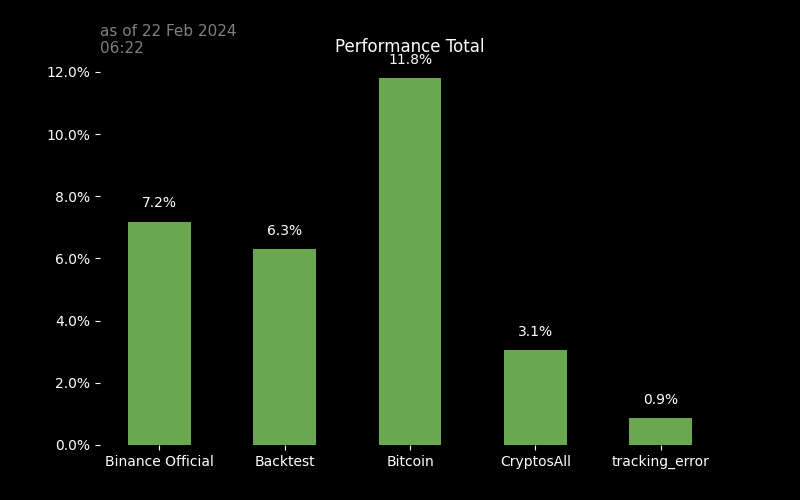 as of 22 Feb 2024
06:22
Performance Total
12.0%
10.0%
8.0%
6.0%
4.0%
2.0%
0.0%
7.2%
6.3%
11.8%
3.1%
0.9%
Binance Official
Backtest
Bitcoin
CryptosAll
tracking_error